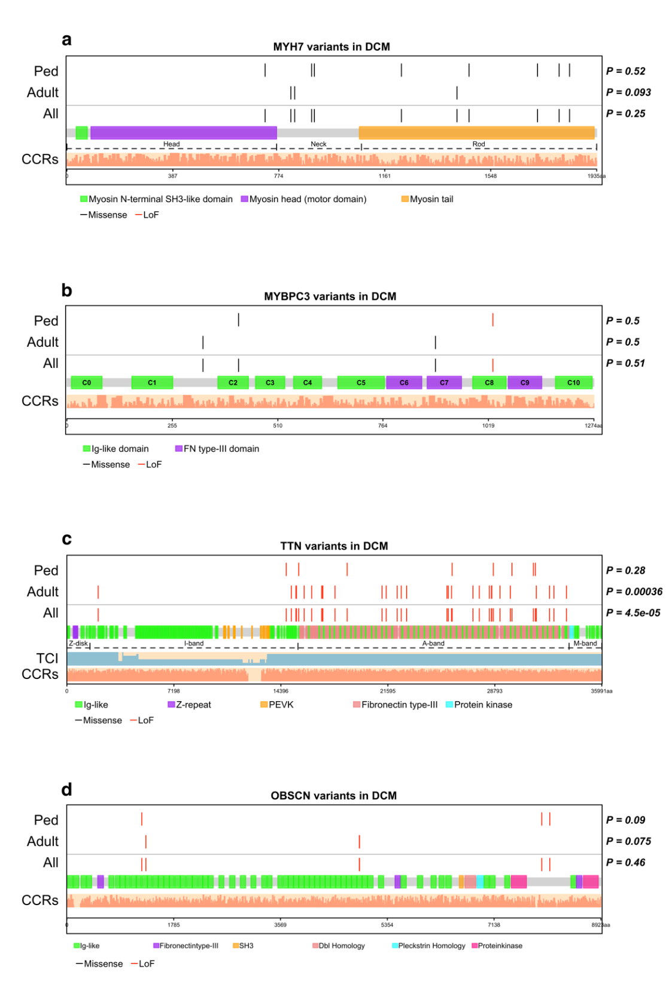 a
MYH7 variants in DCM
Ped P = 0.52
Adult P = 0.093
All P = 0.25
Head Neck Rod
CCRs
0 387 774 1161 1548 1935aa
Myosin N-terminal SH3-like domain Myosin head (motor domain) Myosin tail
Missense LoF
b
MYBPC3 variants in DCM
Ped P = 0.5
Adult P = 0.5
All P = 0.51
C0 C1 C2 C3 C4 C5 C6 C7 C8 C9 C10
CCRs
0 255 510 764 1019 1274aa
Ig-like domain FN type-III domain
Missense LoF
c
TTN variants in DCM
Ped P = 0.28
Adult P = 0.00036
All P = 4.5e-05
Z-disk I-band A-band M-band
TCI
CCRs
0 7198 14396 21595 28793 35991aa
Ig-like Z-repeat PEVK Fibronectin type-III Protein kinase
Missense LoF
d
OBSCN variants in DCM
Ped P = 0.09
Adult P = 0.075
All P = 0.46
CCRs
0 1785 3569 5354 7138 8923aa
Ig-like Fibronectintype-III SH3 Dbl Homology Pleckstrin Homology Proteinkinase
Missense LoF